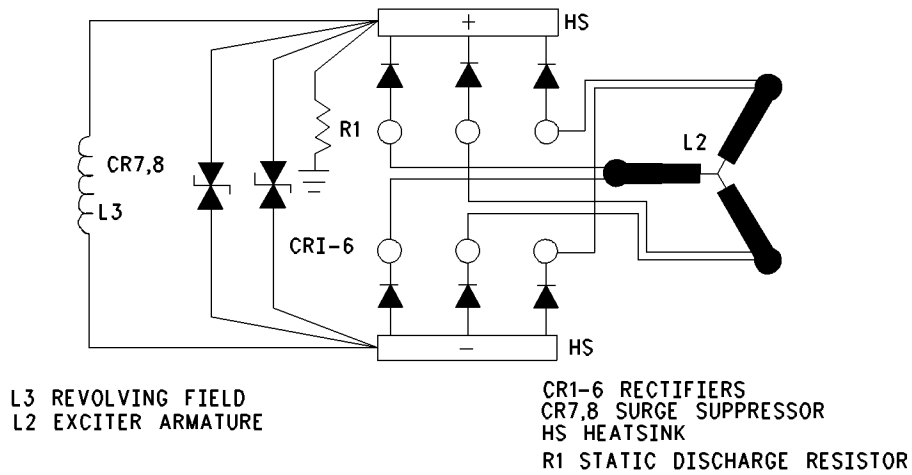 + HS
R1
L2
CR7,8
L3
CRI-6
- HS
L3 REVOLVING FIELD
L2 EXCITER ARMATURE
CR1-6 RECTIFIERS
CR7,8 SURGE SUPPRESSOR
HS HEATSINK
R1 STATIC DISCHARGE RESISTOR